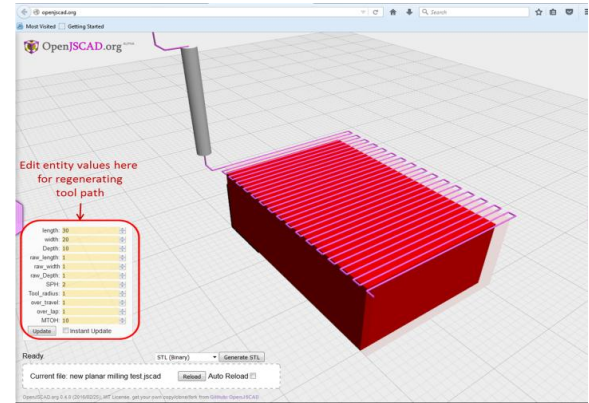 openjscad.org
Search
Most Visited Getting Started
OpenJSCAD.org
Edit entity values here
for regenerating
tool path
length: 30
width: 20
Depth: 10
raw_length: 1
raw_width: 1
raw_Depth: 1
SPH: 2
Tool_radius: 1
over_travel: 1
over_lap: 1
MTOH: 10
Update Instant Update
Ready
STL (Binary) Generate STL
Current file: new planar milling test.jscad Reload Auto Reload